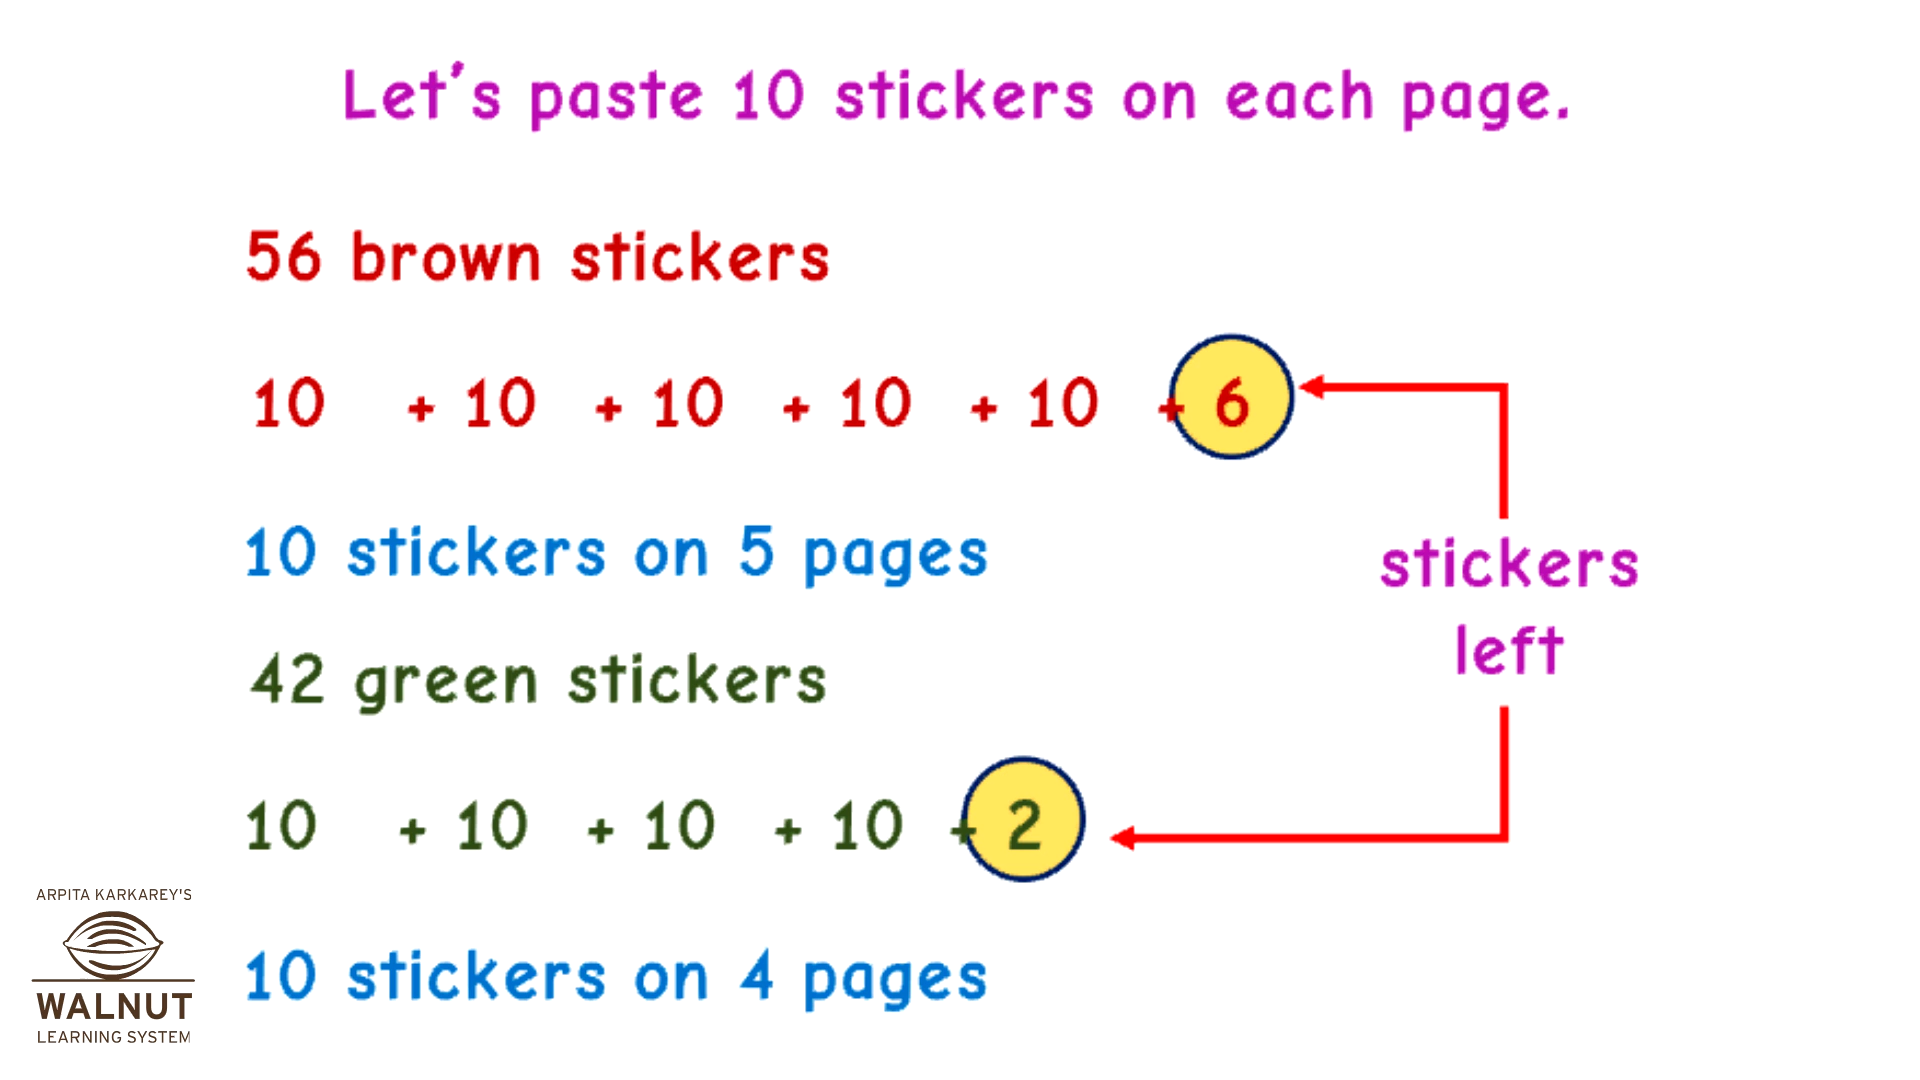 Let's paste 10 stickers on each page.
56 brown stickers
10 + 10 + 10 + 10 + 10 + 6
10 stickers on 5 pages
stickers
left
42 green stickers
10 + 10 + 10 + 10 + 2
10 stickers on 4 pages
ARPITA KARKAREY'S
WALNUT
LEARNING SYSTEM